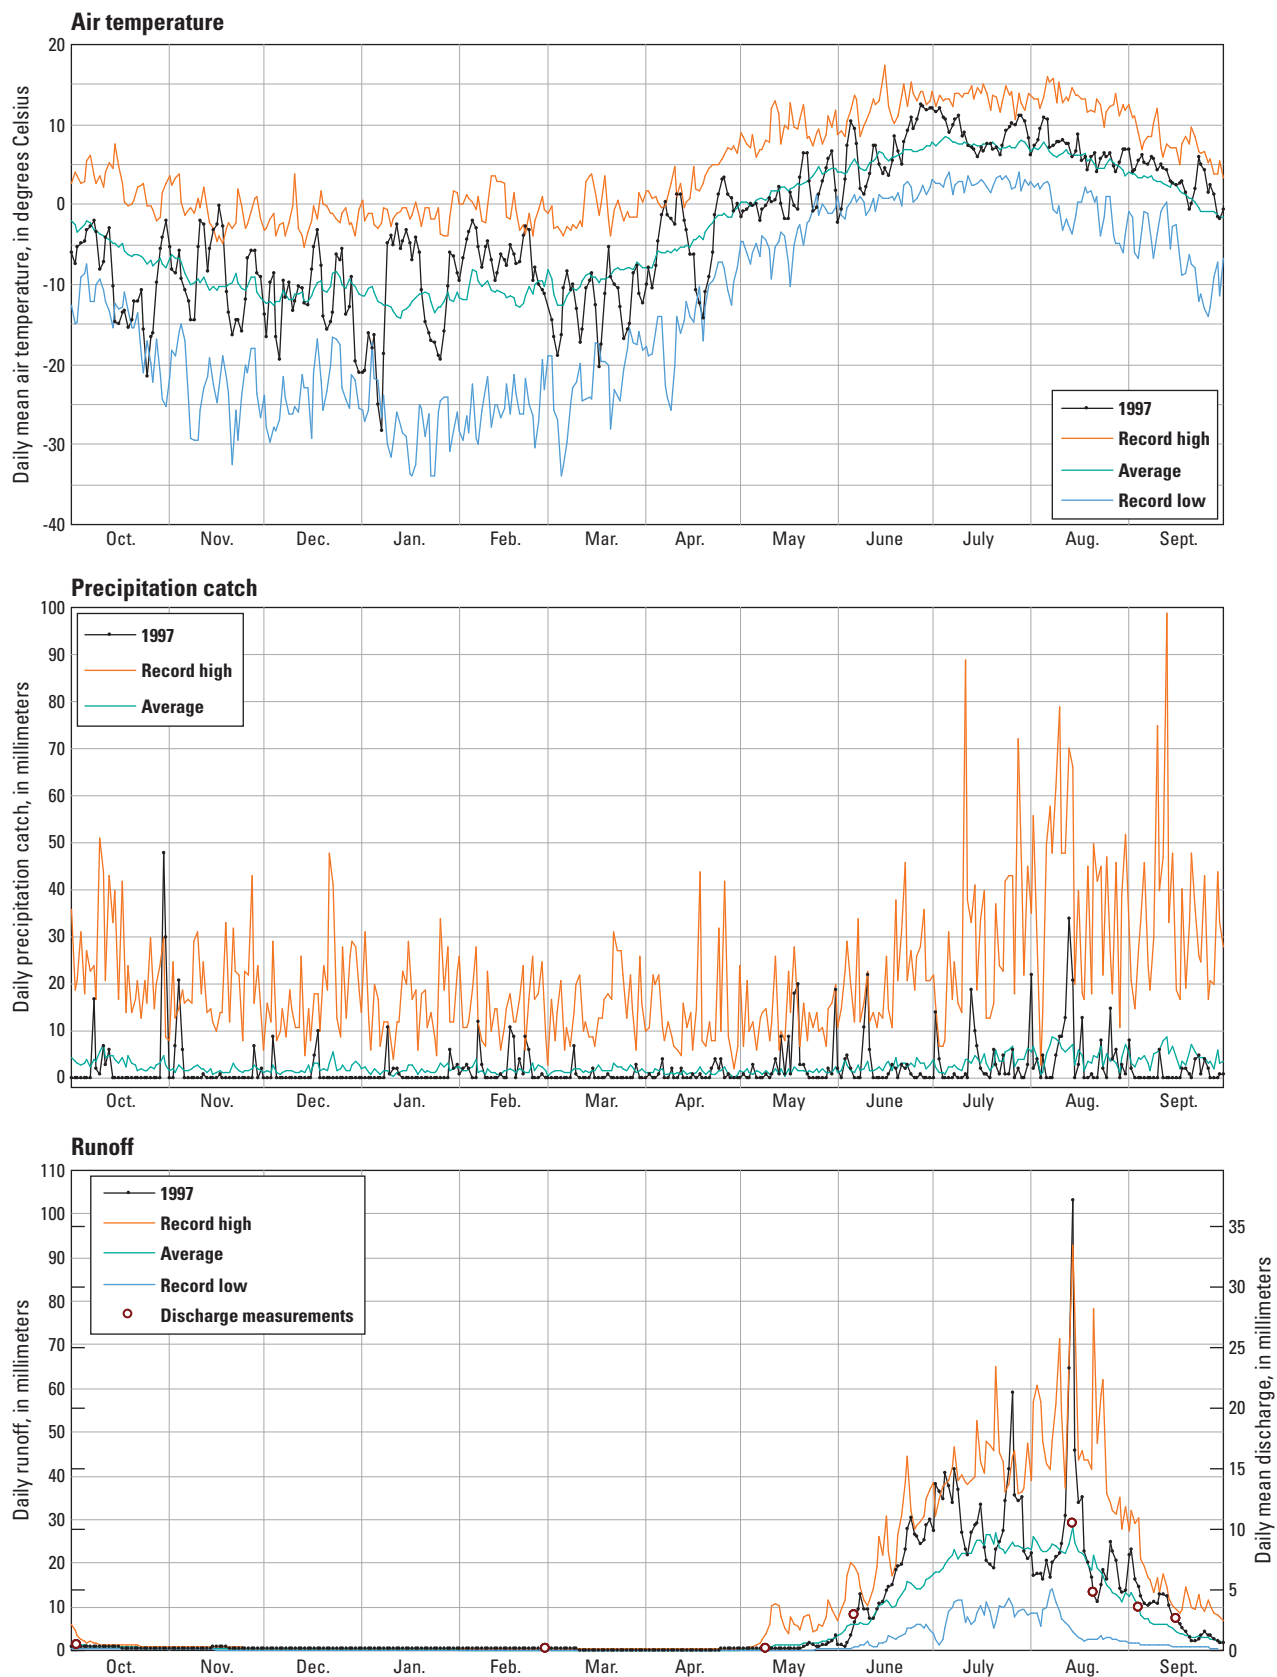 Air temperature
Daily mean air temperature, in degrees Celsius
20
10
0
-10
-20
-30
-40
1997
Record high
Average
Record low
Oct. Nov. Dec. Jan. Feb. Mar. Apr. May June July Aug. Sept.
Precipitation catch
Daily precipitation catch, in millimeters
100
90
80
70
60
50
40
30
20
10
0
1997
Record high
Average
Oct. Nov. Dec. Jan. Feb. Mar. Apr. May June July Aug. Sept.
Runoff
Daily runoff, in millimeters
110
100
90
80
70
60
50
40
30
20
10
0
1997
Record high
Average
Record low
Discharge measurements
35
30
25
20
15
10
5
0
Daily mean discharge, in millimeters
Oct. Nov. Dec. Jan. Feb. Mar. Apr. May June July Aug. Sept.